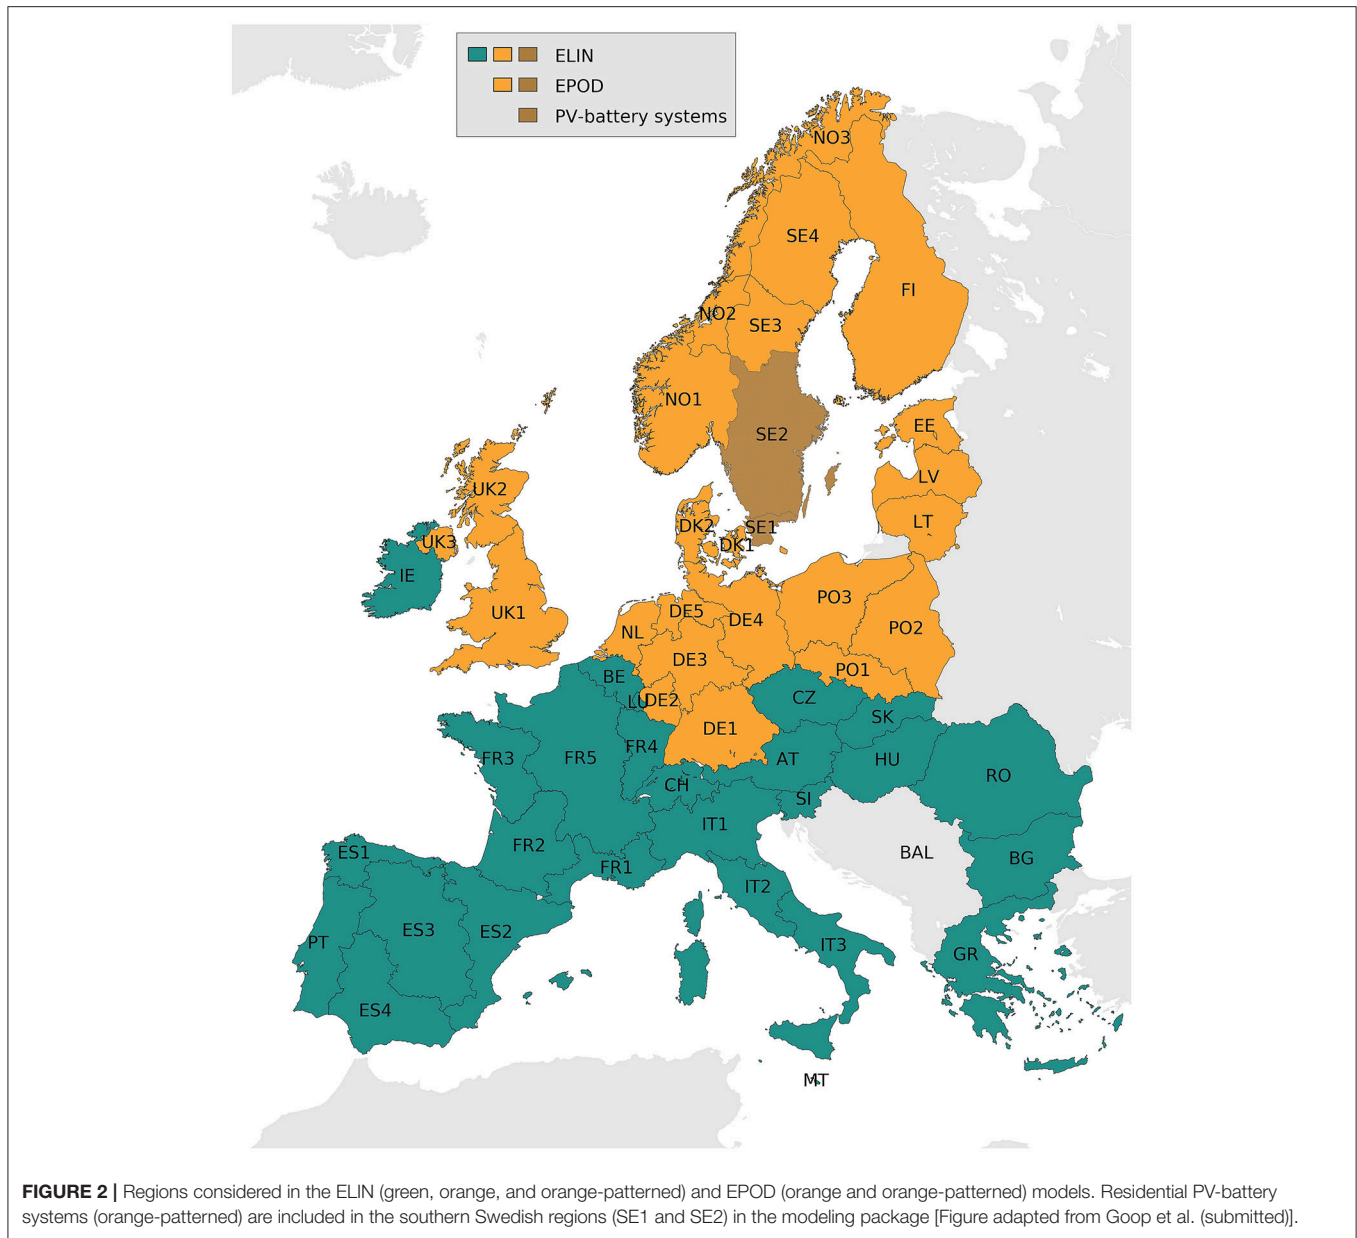 ELIN
EPOD
PV-battery systems
NO3
SE4
FI
NO2
SE3
NO1
SE2
EE
LV
LT
UK2
UK3
IE
UK1
DK2
DK1
SE1
PO3
PO2
PO1
DE5
DE4
NL
DE3
BE
LU
DE2
DE1
CZ
SK
FR3
FR5
FR4
AT
HU
RO
CH
SI
IT1
BAL
BG
FR2
FR1
ES1
IT2
ES3
ES2
PT
IT3
GR
ES4
MT
FIGURE 2 | Regions considered in the ELIN (green, orange, and orange-patterned) and EPOD (orange and orange-patterned) models. Residential PV-battery
systems (orange-patterned) are included in the southern Swedish regions (SE1 and SE2) in the modeling package [Figure adapted from Goop et al. (submitted)].